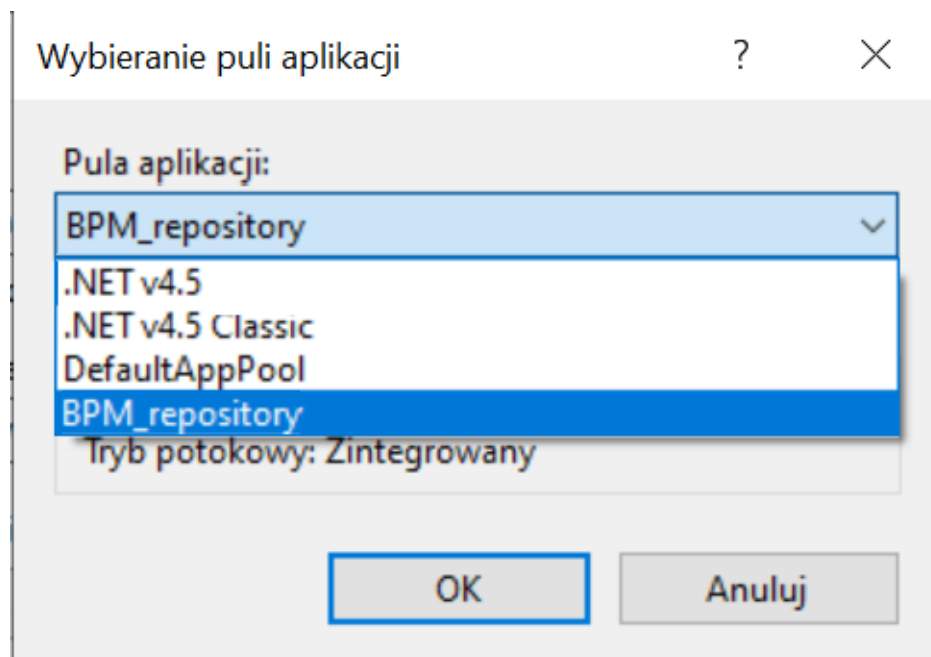 Wybieranie puli aplikacji
?
Pula aplikacji:
BPM_repository
.NET v4.5
.NET v4.5 Classic
DefaultAppPool
BPM_repository
Tryb potokowy: Zintegrowany
OK Anuluj